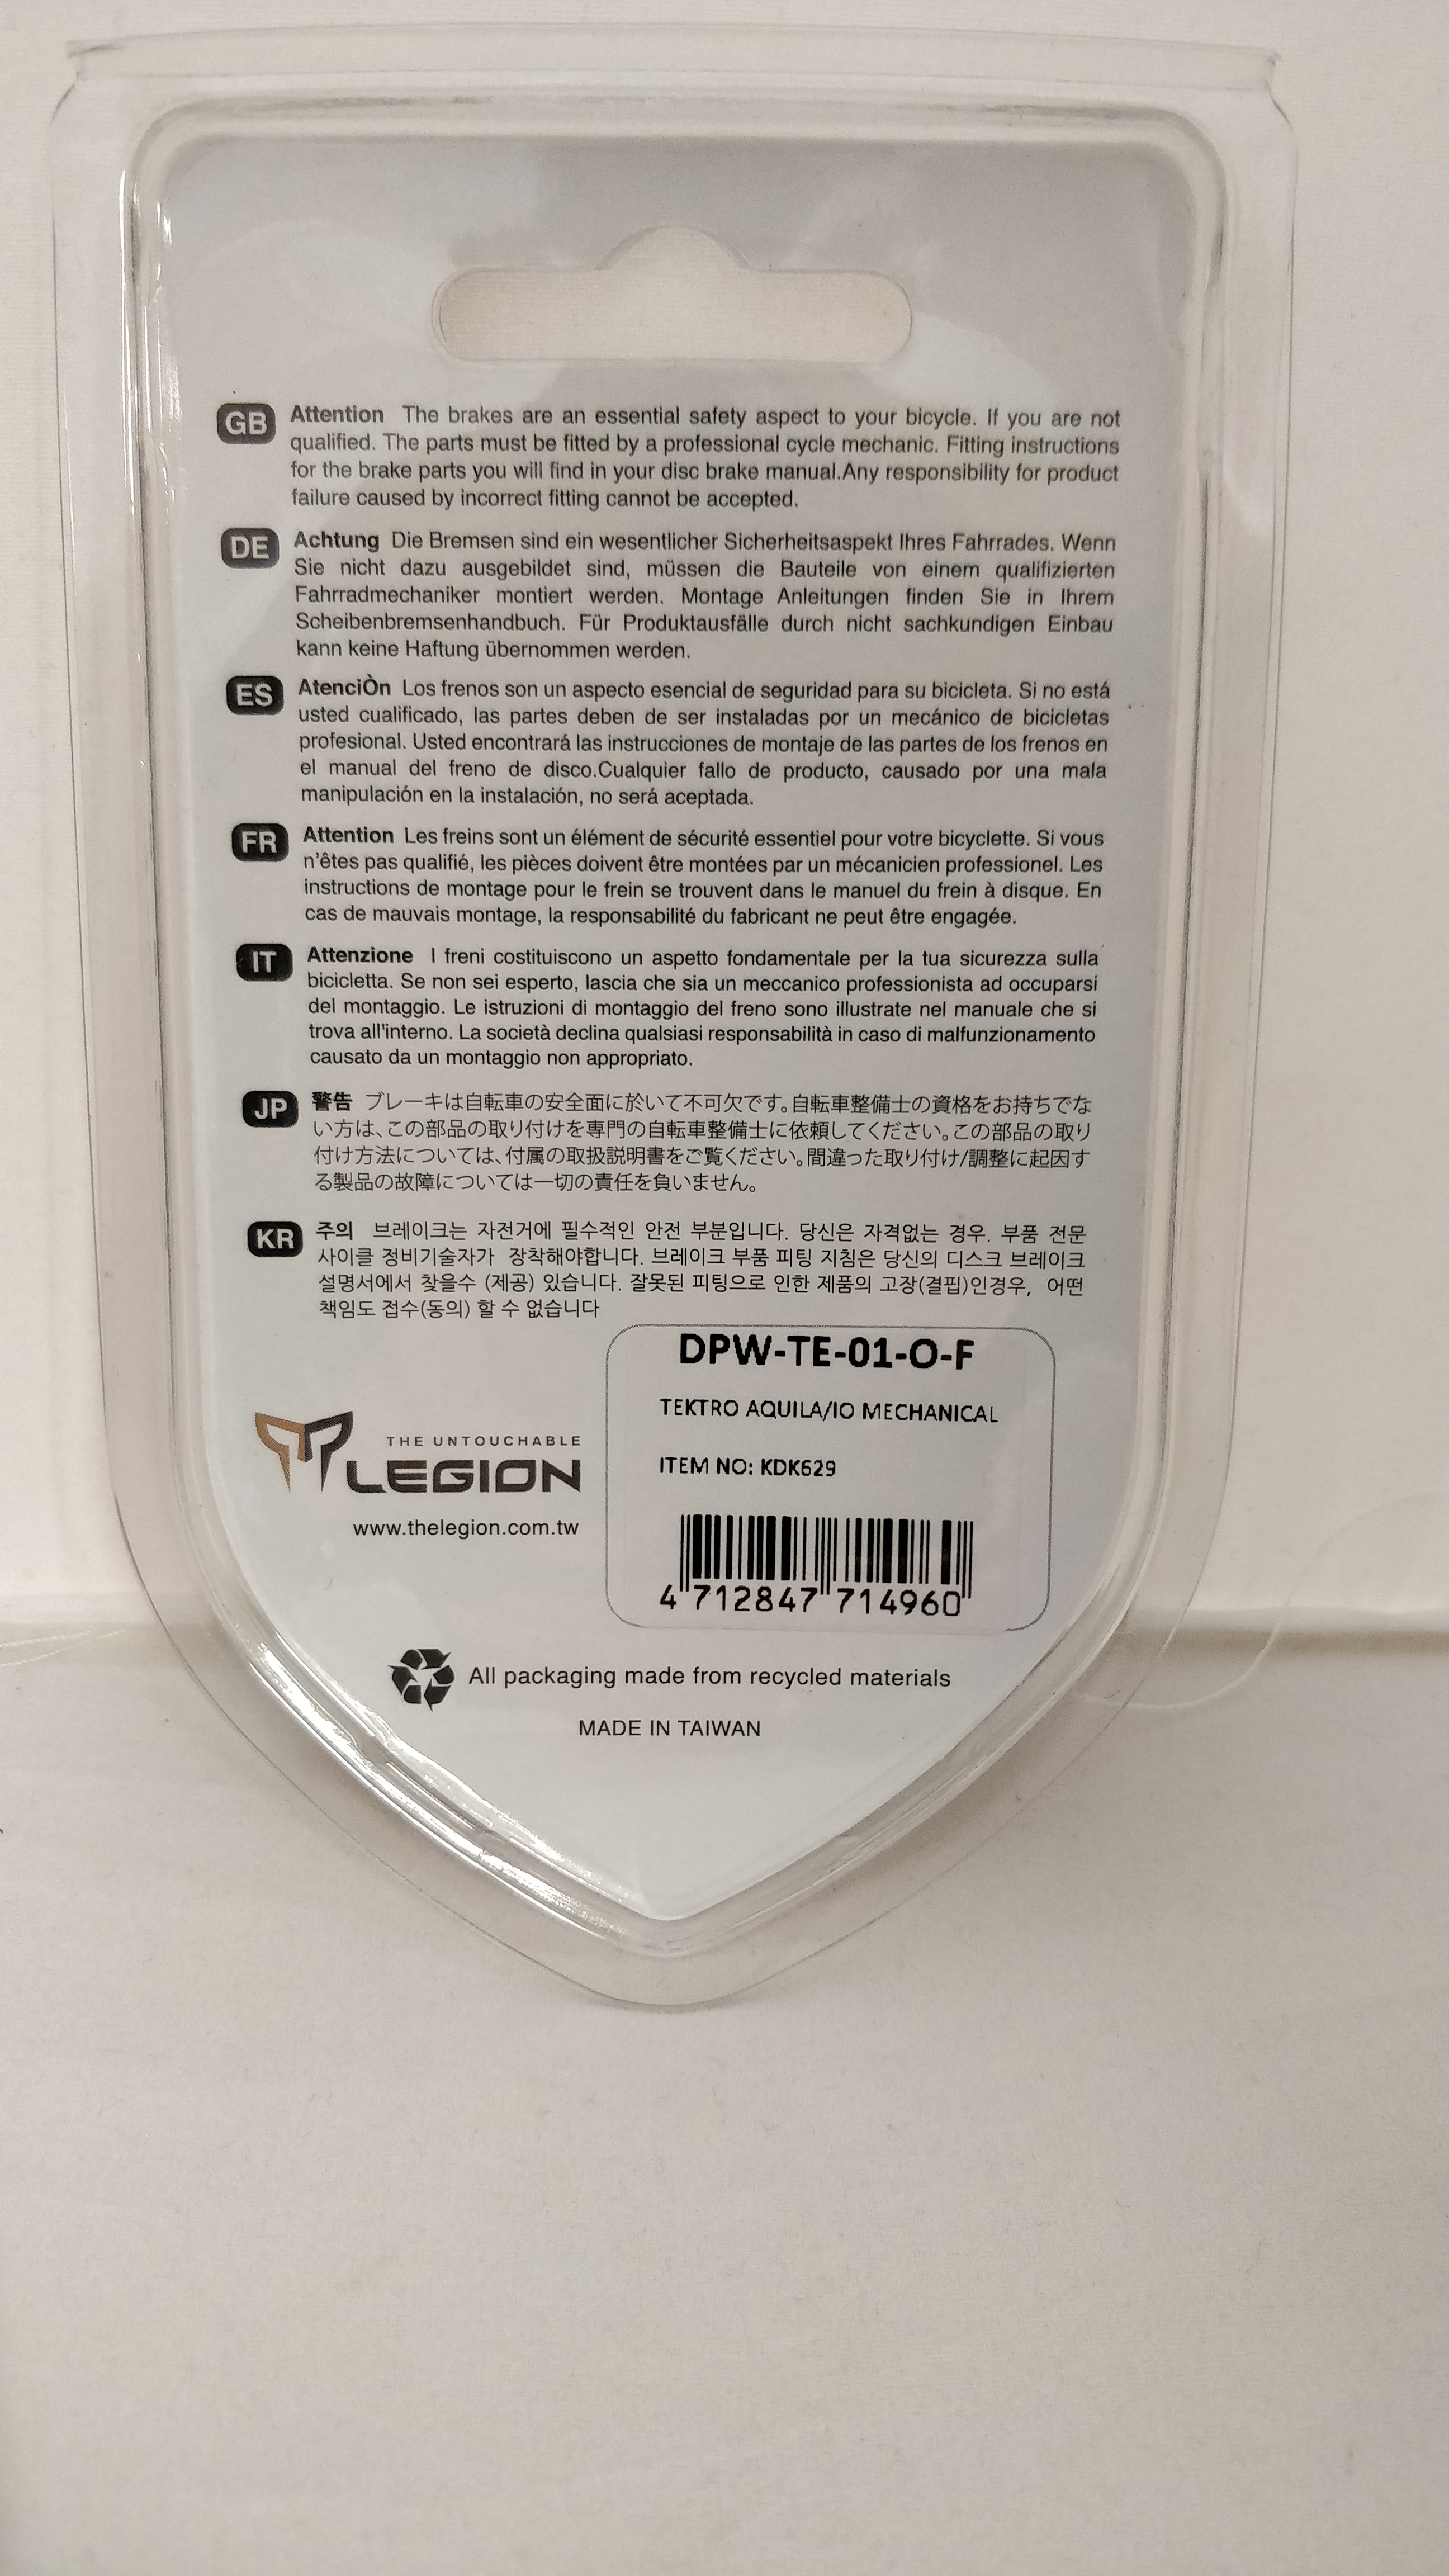 GB Attention The brakes are an essential safety aspect to your bicycle. If you are not
qualified. The parts must be fitted by a professional cycle mechanic. Fitting instructions
for the brake parts you will find in your disc brake manual.Any responsibility for product
failure caused by incorrect fitting cannot be accepted.
DE Achtung Die Bremsen sind ein wesentlicher Sicherheitsaspekt Ihres Fahrrades. Wenn
Sie nicht dazu ausgebildet sind, müssen die Bauteile von einem qualifizierten
Fahrradmechaniker montiert werden. Montage Anleitungen finden Sie in Ihrem
Scheibenbremsenhandbuch. Für Produktausfälle durch nicht sachkundigen Einbau
kann keine Haftung übernommen werden.
ES AtenciÒn Los frenos son un aspecto esencial de seguridad para su bicicleta. Si no está
usted cualificado, las partes deben de ser instaladas por un mecánico de bicicletas
profesional. Usted encontrará las instrucciones de montaje de las partes de los frenos en
el manual del freno de disco.Cualquier fallo de producto, causado por una mala
manipulación en la instalación, no será aceptada.
FR Attention Les freins sont un élément de sécurité essentiel pour votre bicyclette. Si vous
n'êtes pas qualifié, les pièces doivent être montées par un mécanicien professionel. Les
instructions de montage pour le frein se trouvent dans le manuel du frein à disque. En
cas de mauvais montage, la responsabilité du fabricant ne peut être engagée.
IT Attenzione I freni costituiscono un aspetto fondamentale per la tua sicurezza sulla
bicicletta. Se non sei esperto, lascia che sia un meccanico professionista ad occuparsi
del montaggio. Le istruzioni di montaggio del freno sono illustrate nel manuale che si
trova all'interno. La società declina qualsiasi responsabilità in caso di malfunzionamento
causato da un montaggio non appropriato.
JP 警告 ブレーキは自転車の安全面に於いて不可欠です。自転車整備士の資格をお持ちでな
い方は、この部品の取り付けを専門の自転車整備士に依頼してください。この部品の取り
付け方法については、付属の取扱説明書をご覧ください。間違った取り付け/調整に起因す
る製品の故障については一切の責任を負いません。
KR 주의 브레이크는 자전거에 필수적인 안전 부분입니다. 당신은 자격없는 경우. 부품 전문
사이클 정비기술자가 장착해야합니다. 브레이크 부품 피팅 지침은 당신의 디스크 브레이크
설명서에서 찾을수 (제공) 있습니다. 잘못된 피팅으로 인한 제품의 고장(결핍)인경우, 어떤
책임도 접수(동의) 할 수 없습니다
DPW-TE-01-O-F
TEKTRO AQUILA/IO MECHANICAL
ITEM NO: KDK629
4 712847 714960
THE UNTOUCHABLE
LEGION
www.thelegion.com.tw
All packaging made from recycled materials
MADE IN TAIWAN